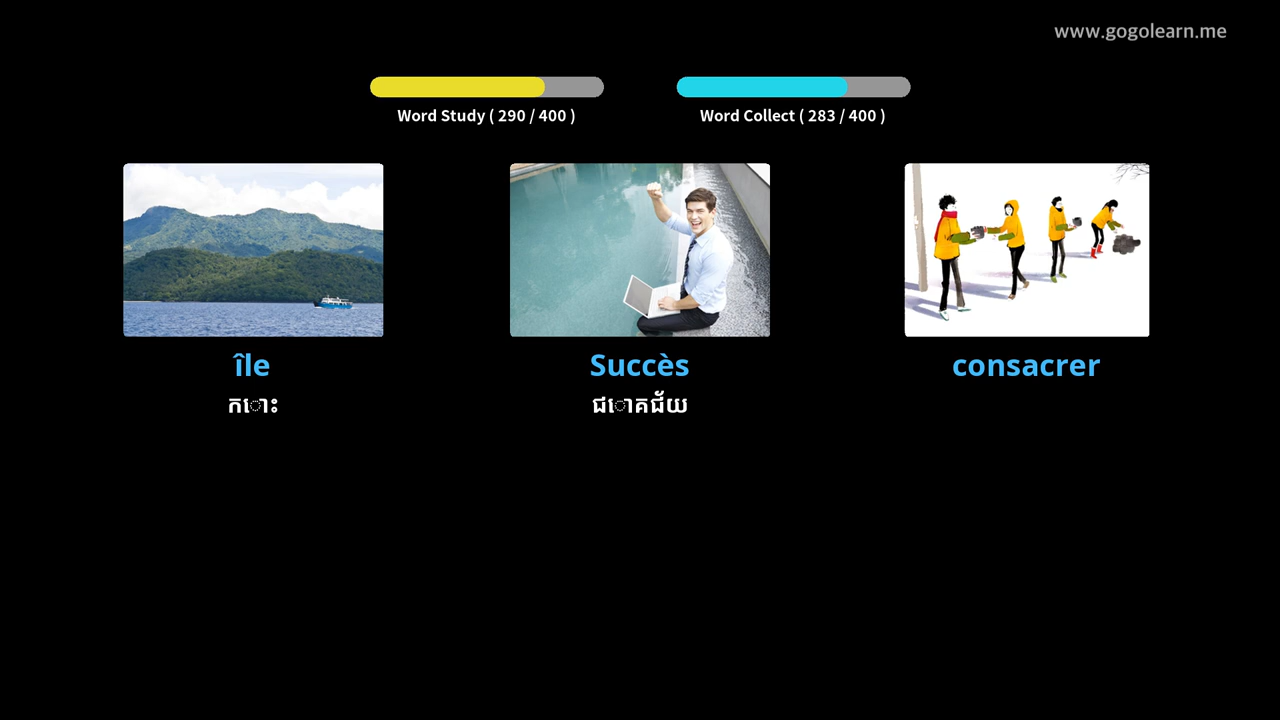 www.gogolearn.me
Word Study ( 290 / 400 )
Word Collect ( 283 / 400 )
île
កោះ
Succès
ជោគជ័យ
consacrer